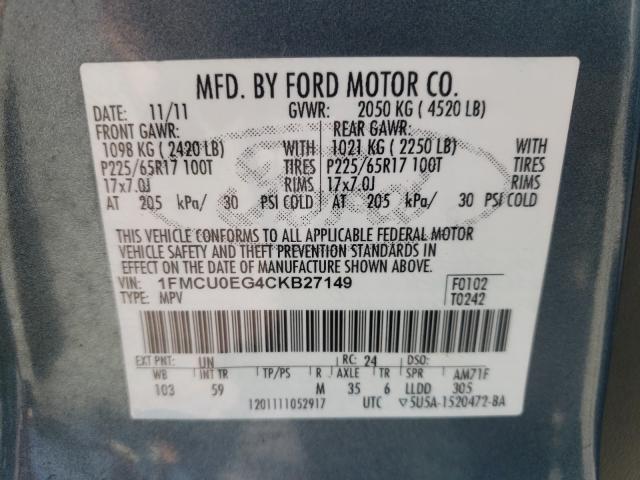 MFD. BY FORD MOTOR CO.
DATE: 11/11 GVWR: 2050 KG ( 4520 LB)
FRONT GAWR: REAR GAWR:
1098 KG ( 2420 LB) WITH 1021 KG ( 2250 LB) WITH
P225/65R17 100T TIRES P225/65R17 100T TIRES
17x7.0J RIMS 17x7.0J RIMS
AT 205 kPa/ 30 PSI COLD AT 205 kPa/ 30 PSI COLD
THIS VEHICLE CONFORMS TO ALL APPLICABLE FEDERAL MOTOR
VEHICLE SAFETY AND THEFT PREVENTION STANDARDS IN
EFFECT ON THE DATE OF MANUFACTURE SHOWN ABOVE.
VIN: 1FMCU0EG4CKB27149 F0102
TYPE: MPV T0242
EXT PNT: UN RC: 24 DSO:
WB INT TR TP/PS R AXLE TR SPR AM71F
103 59 M 35 6 LLDD 305
1201111052917 UTC ▽5U5A-1520472-BA